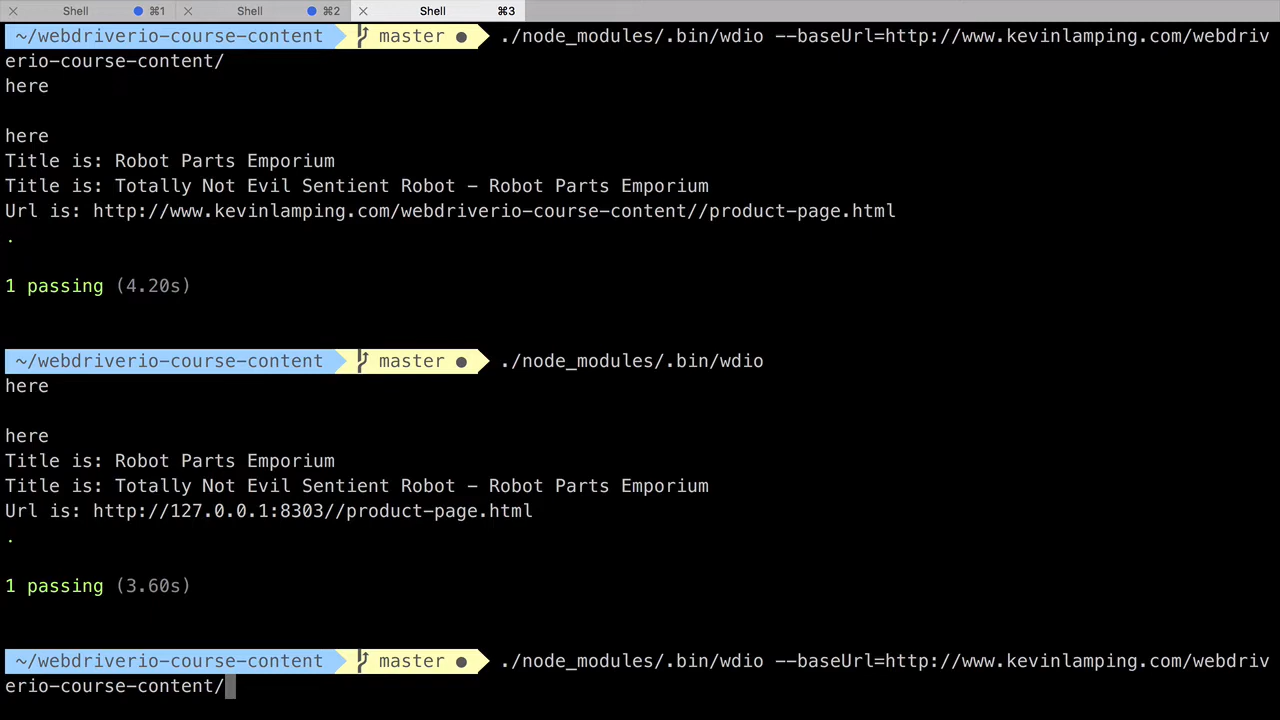 Shell ⌘1 Shell ⌘2 Shell ⌘3
~/webdriverio-course-content master ● ./node_modules/.bin/wdio --baseUrl=http://www.kevinlamping.com/webdriv
erio-course-content/
here
here
Title is: Robot Parts Emporium
Title is: Totally Not Evil Sentient Robot - Robot Parts Emporium
Url is: http://www.kevinlamping.com/webdriverio-course-content//product-page.html
.
1 passing (4.20s)
~/webdriverio-course-content master ● ./node_modules/.bin/wdio
here
here
Title is: Robot Parts Emporium
Title is: Totally Not Evil Sentient Robot - Robot Parts Emporium
Url is: http://127.0.0.1:8303//product-page.html
.
1 passing (3.60s)
~/webdriverio-course-content master ● ./node_modules/.bin/wdio --baseUrl=http://www.kevinlamping.com/webdriv
erio-course-content/